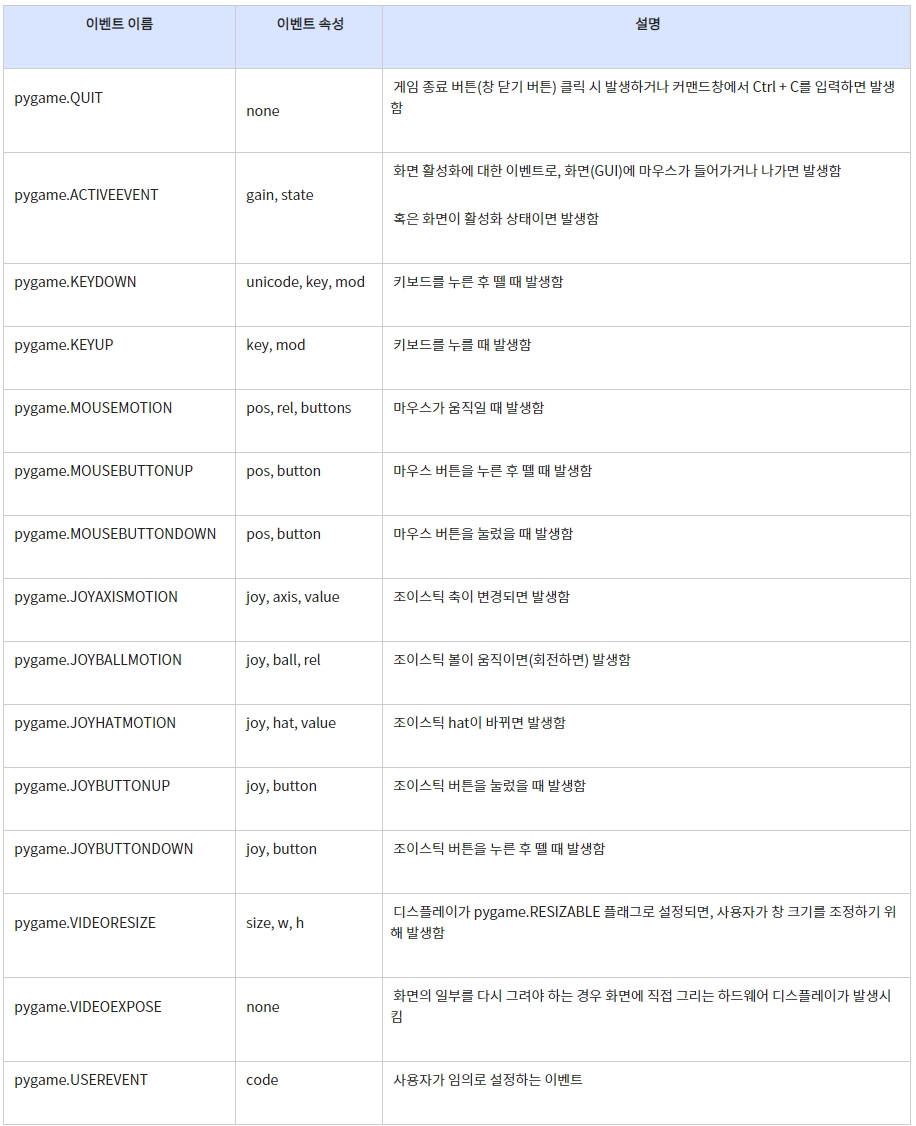 이벤트 이름 이벤트 속성 설명
pygame.QUIT none 게임 종료 버튼(창 닫기 버튼) 클릭 시 발생하거나 커맨드창에서 Ctrl + C를 입력하면 발생
함
pygame.ACTIVEEVENT gain, state 화면 활성화에 대한 이벤트로, 화면(GUI)에 마우스가 들어가거나 나가면 발생함
혹은 화면이 활성화 상태이면 발생함
pygame.KEYDOWN unicode, key, mod 키보드를 누른 후 뗄 때 발생함
pygame.KEYUP key, mod 키보드를 누를 때 발생함
pygame.MOUSEMOTION pos, rel, buttons 마우스가 움직일 때 발생함
pygame.MOUSEBUTTONUP pos, button 마우스 버튼을 누른 후 뗄 때 발생함
pygame.MOUSEBUTTONDOWN pos, button 마우스 버튼을 눌렀을 때 발생함
pygame.JOYAXISMOTION joy, axis, value 조이스틱 축이 변경되면 발생함
pygame.JOYBALLMOTION joy, ball, rel 조이스틱 볼이 움직이면(회전하면) 발생함
pygame.JOYHATMOTION joy, hat, value 조이스틱 hat이 바뀌면 발생함
pygame.JOYBUTTONUP joy, button 조이스틱 버튼을 눌렀을 때 발생함
pygame.JOYBUTTONDOWN joy, button 조이스틱 버튼을 누른 후 뗄 때 발생함
pygame.VIDEORESIZE size, w, h 디스플레이가 pygame.RESIZABLE 플래그로 설정되면, 사용자가 창 크기를 조정하기 위
해 발생함
pygame.VIDEOEXPOSE none 화면의 일부를 다시 그려야 하는 경우 화면에 직접 그리는 하드웨어 디스플레이가 발생시
킴
pygame.USEREVENT code 사용자가 임의로 설정하는 이벤트